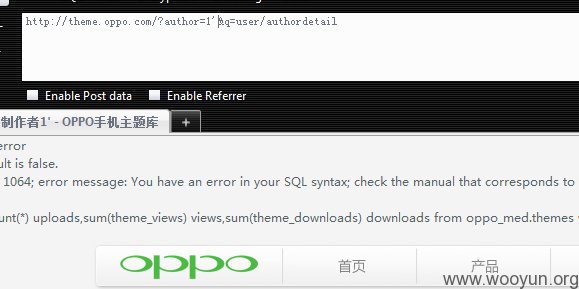 http://theme.oppo.com/?author=1'&q=user/authordetail
Enable Post data Enable Referrer
制作者1' - OPPO手机主题库 +
error
ult is false.
1064; error message: You have an error in your SQL syntax; check the manual that corresponds to
unt(*) uploads,sum(theme_views) views,sum(theme_downloads) downloads from oppo_med.themes
oppo 首页 产品
www.wooyun.org